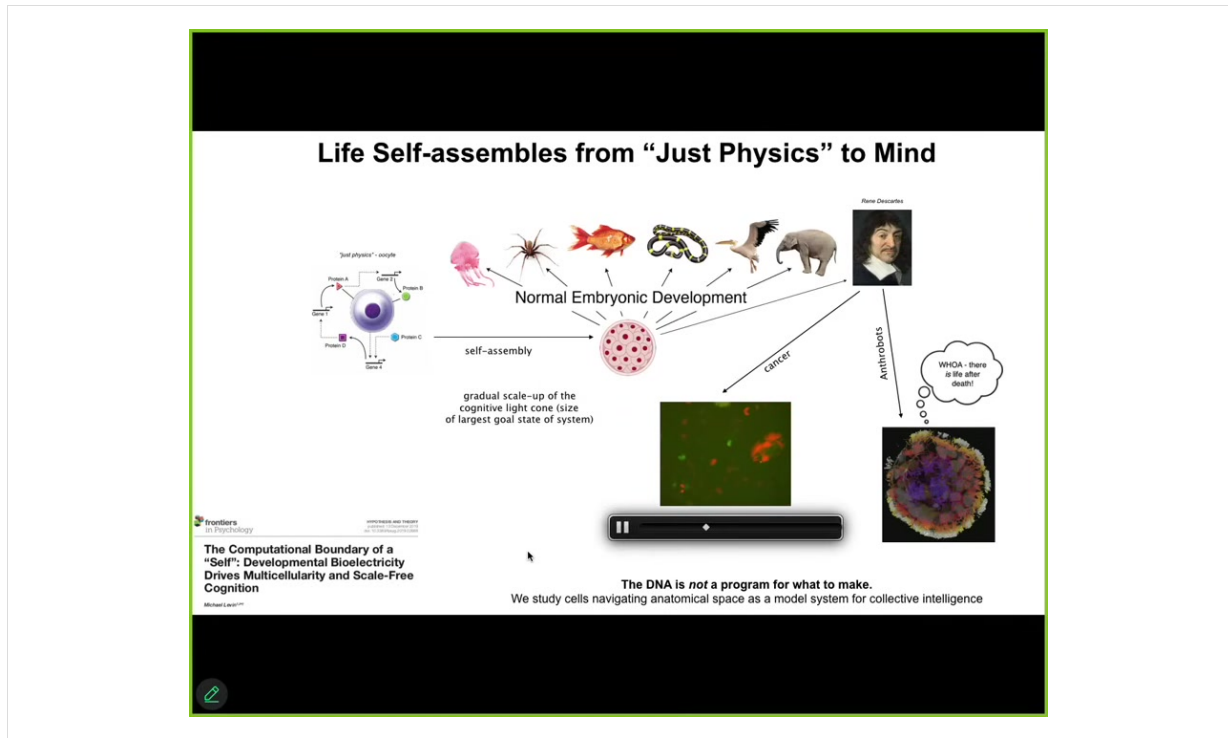 Life Self-assembles from “Just Physics” to Mind
Rene Descartes
"just physics" - oocyte
Protein A
Gene 2
Protein B
Gene 1
Protein D
Protein C
Gene 4
Normal Embryonic Development
self-assembly
gradual scale-up of the
cognitive light cone (size
of largest goal state of system)
cancer
Anthrobots
WHOA - there
is life after
death!
frontiers
in Psychology
HYPOTHESIS AND THEORY
The Computational Boundary of a
“Self”: Developmental Bioelectricity
Drives Multicellularity and Scale-Free
Cognition
Michael Levin
The DNA is not a program for what to make.
We study cells navigating anatomical space as a model system for collective intelligence